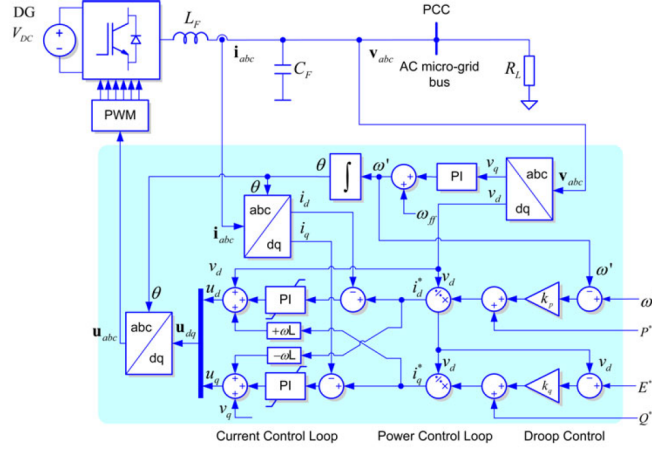 DG
V_DC
L_F
i_abc
C_F
v_abc
PCC
AC micro-grid
bus
R_L
PWM
θ
∫
ω'
+
+
ω_ff
PI
v_q
v_d
abc
dq
v_abc
θ
abc
dq
i_abc
i_d
i_q
v_d
u_d
+
+
+
PI
−
+
i_d^*
v_d
÷
×
+
+
k_p
−
+
ω'
ω
P^*
+ωL
−ωL
θ
abc
dq
u_abc
u_dq
u_q
+
+
+
v_q
PI
−
+
i_q^*
v_d
÷
×
+
+
k_q
−
+
v_d
E^*
Q^*
Current Control Loop
Power Control Loop
Droop Control